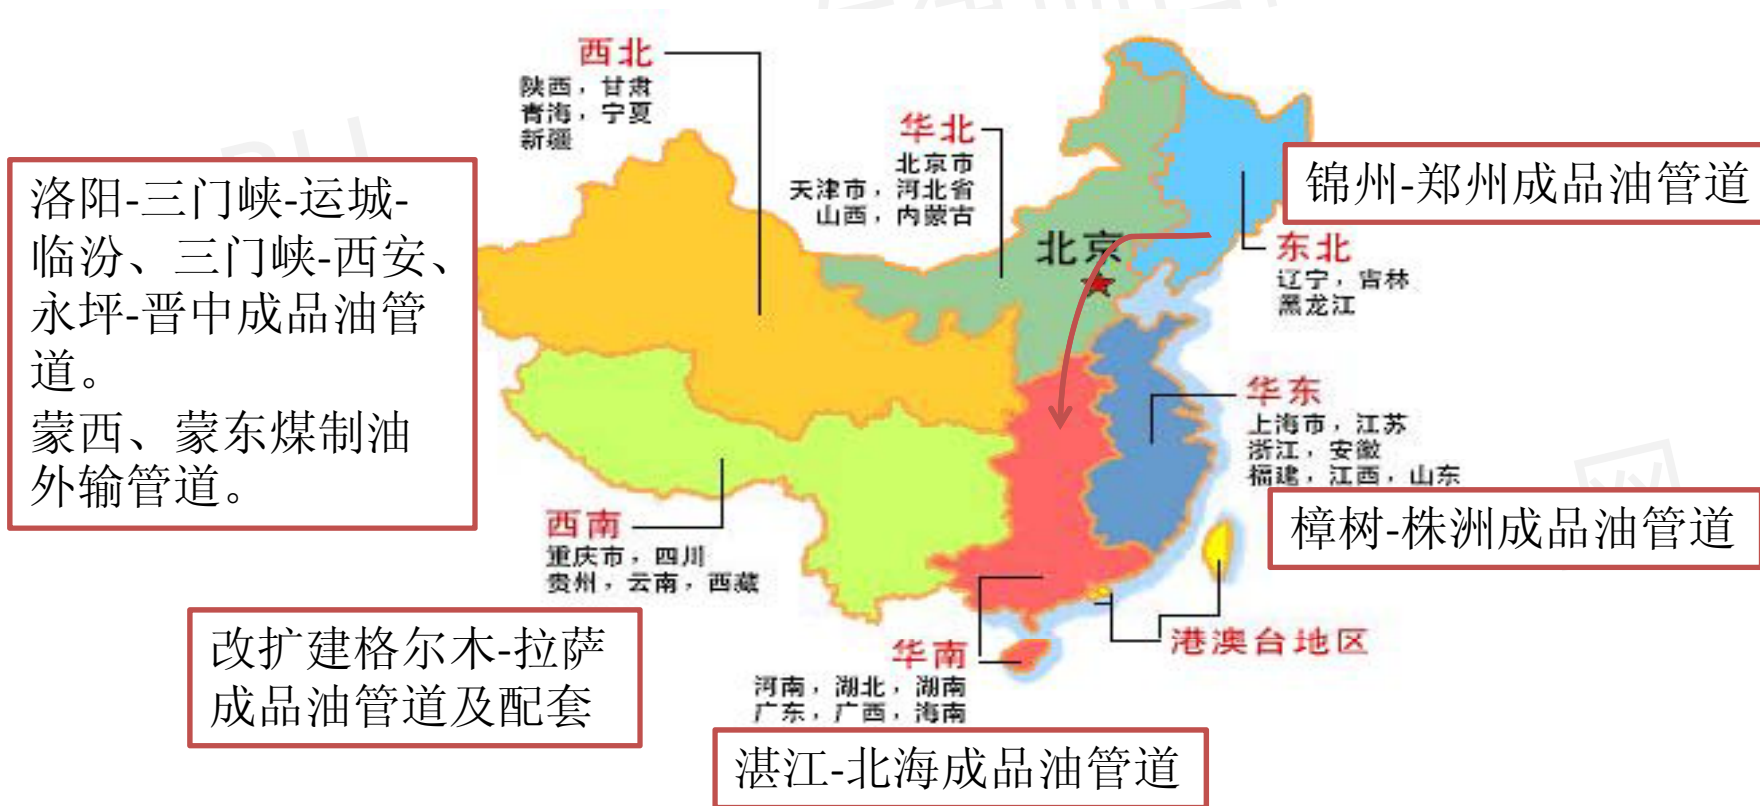 西北
陕西，甘肃
青海，宁夏
新疆
华北
北京市
天津市，河北省
山西，内蒙古
锦州-郑州成品油管道
洛阳-三门峡-运城-
临汾、三门峡-西安、
永坪-晋中成品油管
道。
蒙西、蒙东煤制油
外输管道。
北京
东北
辽宁，吉林
黑龙江
华东
上海市，江苏
浙江，安徽
福建，江西，山东
樟树-株洲成品油管道
西南
重庆市，四川
贵州，云南，西藏
改扩建格尔木-拉萨
成品油管道及配套
华南
河南，湖北，湖南
广东，广西，海南
港澳台地区
湛江-北海成品油管道